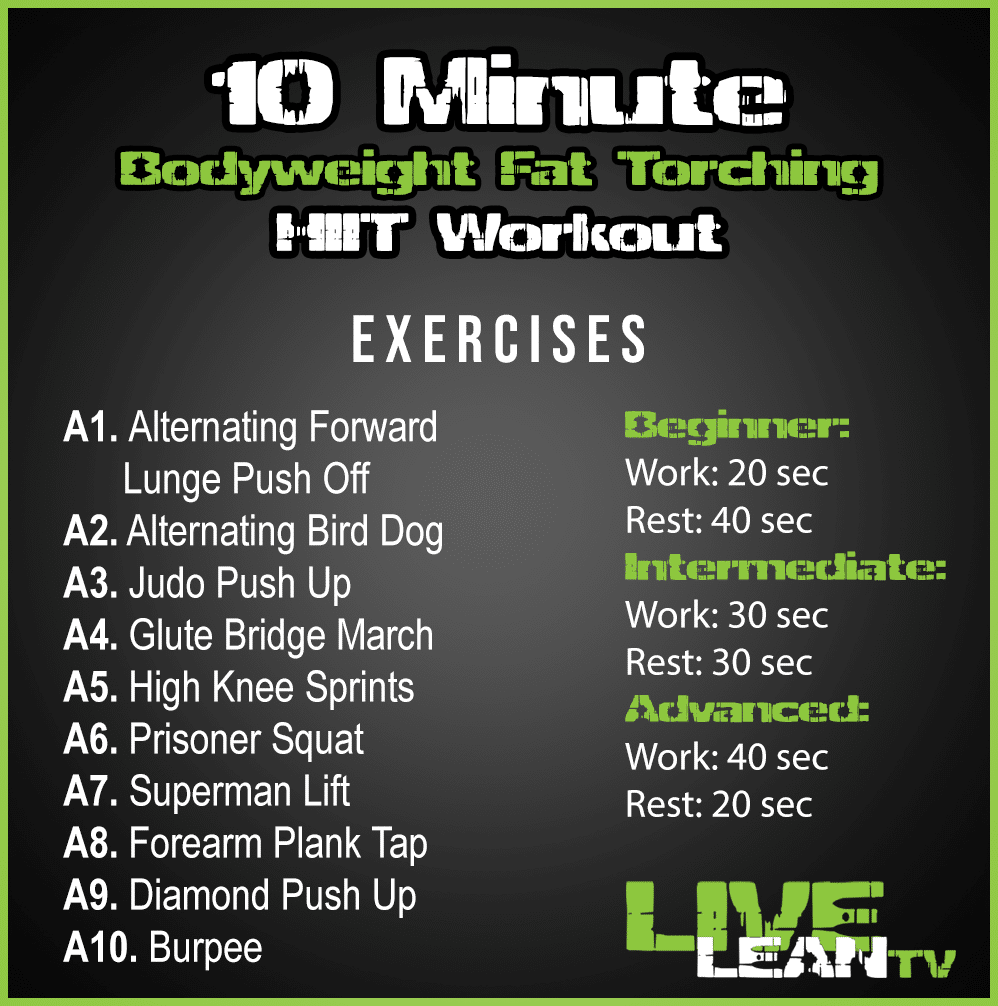 10 Minute
Bodyweight Fat Torching
HIIT Workout
EXERCISES
A1. Alternating Forward
Lunge Push Off
A2. Alternating Bird Dog
A3. Judo Push Up
A4. Glute Bridge March
A5. High Knee Sprints
A6. Prisoner Squat
A7. Superman Lift
A8. Forearm Plank Tap
A9. Diamond Push Up
A10. Burpee
Beginner:
Work: 20 sec
Rest: 40 sec
Intermediate:
Work: 30 sec
Rest: 30 sec
Advanced:
Work: 40 sec
Rest: 20 sec
LIVE
LEAN TV